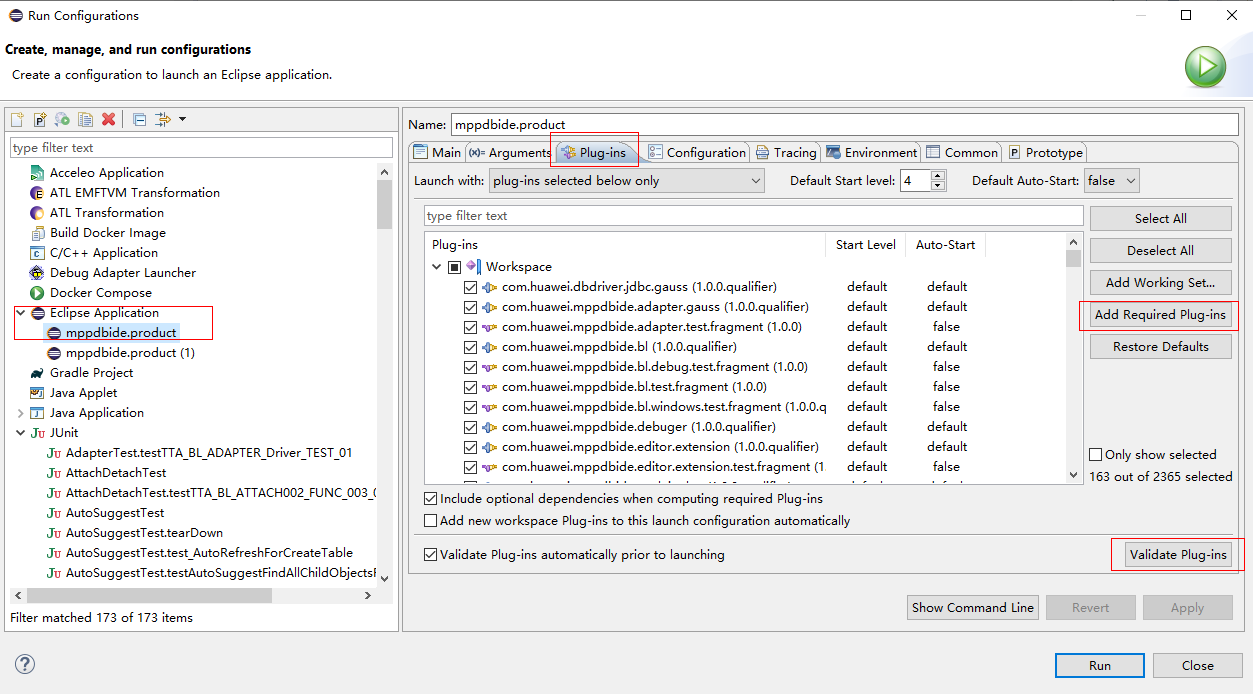 Run Configurations
Create, manage, and run configurations
Create a configuration to launch an Eclipse application.
type filter text
Acceleo Application
ATL EMFTVM Transformation
ATL Transformation
Build Docker Image
C/C++ Application
Debug Adapter Launcher
Docker Compose
Eclipse Application
mppdbide.product
mppdbide.product (1)
Gradle Project
Java Applet
Java Application
JUnit
AdapterTest.testTTA_BL_ADAPTER_Driver_TEST_01
AttachDetachTest
AttachDetachTest.testTTA_BL_ATTACH002_FUNC_003_0
AutoSuggestTest
AutoSuggestTest.tearDown
AutoSuggestTest.test_AutoRefreshForCreateTable
AutoSuggestTest.testAutoSuggestFindAllChildObjectsF
Filter matched 173 of 173 items
Name: mppdbide.product
Main (x)= Arguments Plug-ins Configuration Tracing Environment Common Prototype
Launch with: plug-ins selected below only Default Start level: 4 Default Auto-Start: false
type filter text
Plug-ins Start Level Auto-Start
Workspace
com.huawei.dbdriver.jdbc.gauss (1.0.0.qualifier) default default
com.huawei.mppdbide.adapter.gauss (1.0.0.qualifier) default default
com.huawei.mppdbide.adapter.test.fragment (1.0.0) default false
com.huawei.mppdbide.bl (1.0.0.qualifier) default default
com.huawei.mppdbide.bl.debug.test.fragment (1.0.0) default false
com.huawei.mppdbide.bl.test.fragment (1.0.0) default false
com.huawei.mppdbide.bl.windows.test.fragment (1.0.0.q default false
com.huawei.mppdbide.debuger (1.0.0.qualifier) default default
com.huawei.mppdbide.editor.extension (1.0.0.qualifier) default default
com.huawei.mppdbide.editor.extension.test.fragment (1. default false
Select All
Deselect All
Add Working Set...
Add Required Plug-ins
Restore Defaults
Only show selected
163 out of 2365 selected
Include optional dependencies when computing required Plug-ins
Add new workspace Plug-ins to this launch configuration automatically
Validate Plug-ins automatically prior to launching
Validate Plug-ins
Show Command Line Revert Apply
? Run Close